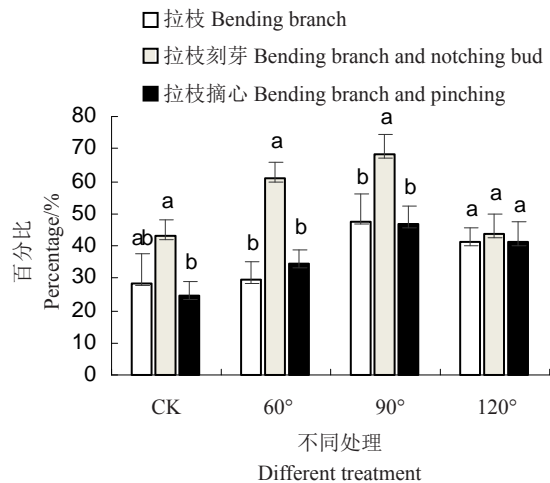 拉枝 Bending branch
拉枝刻芽 Bending branch and notching bud
拉枝摘心 Bending branch and pinching
百分比
Percentage/%
80
70
60
50
40
30
20
10
0
ab
a
b
b
a
b
b
a
b
a
a
a
CK
60°
90°
120°
不同处理
Different treatment